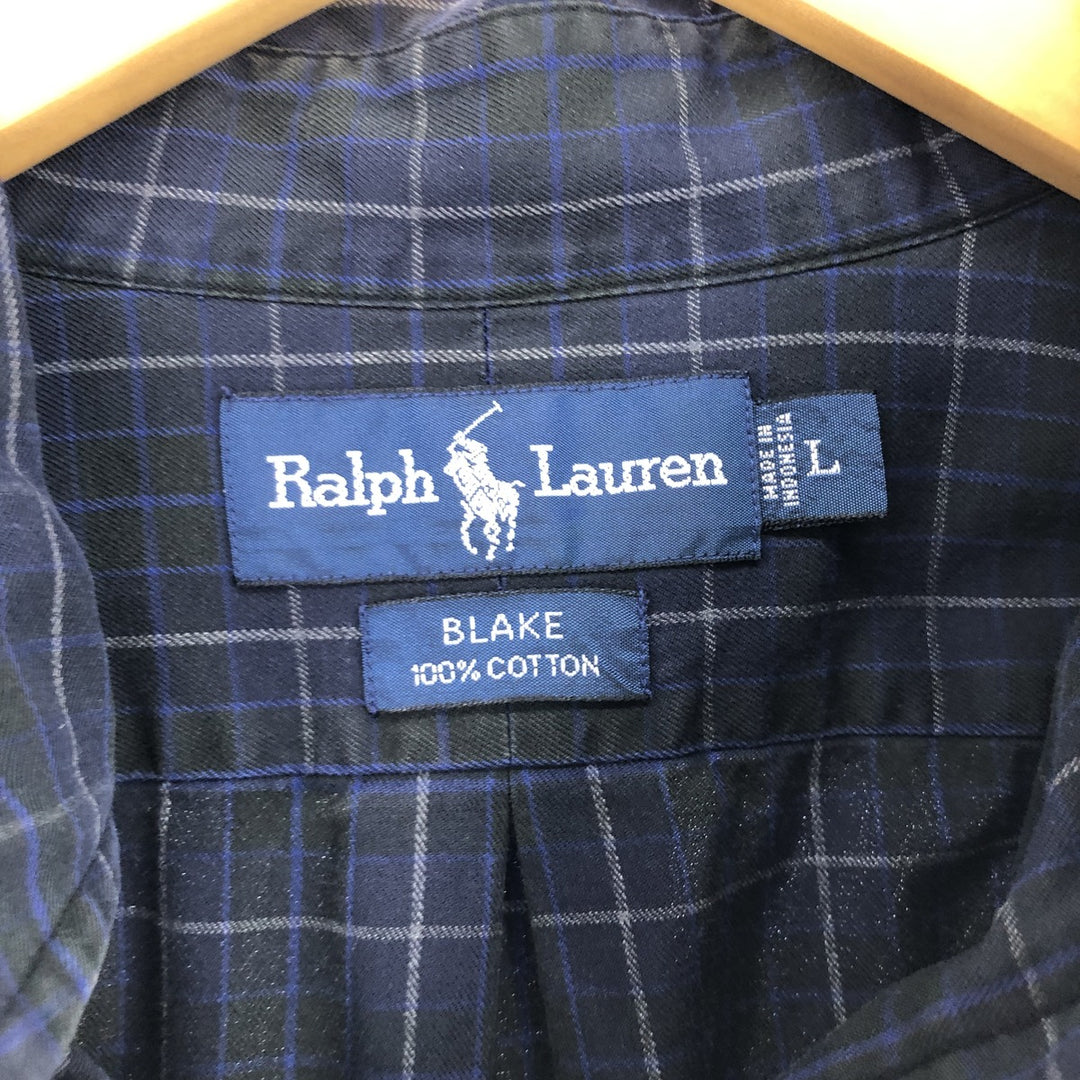 Ralph Lauren
MADE IN
INDONESIA
L
BLAKE
100% COTTON